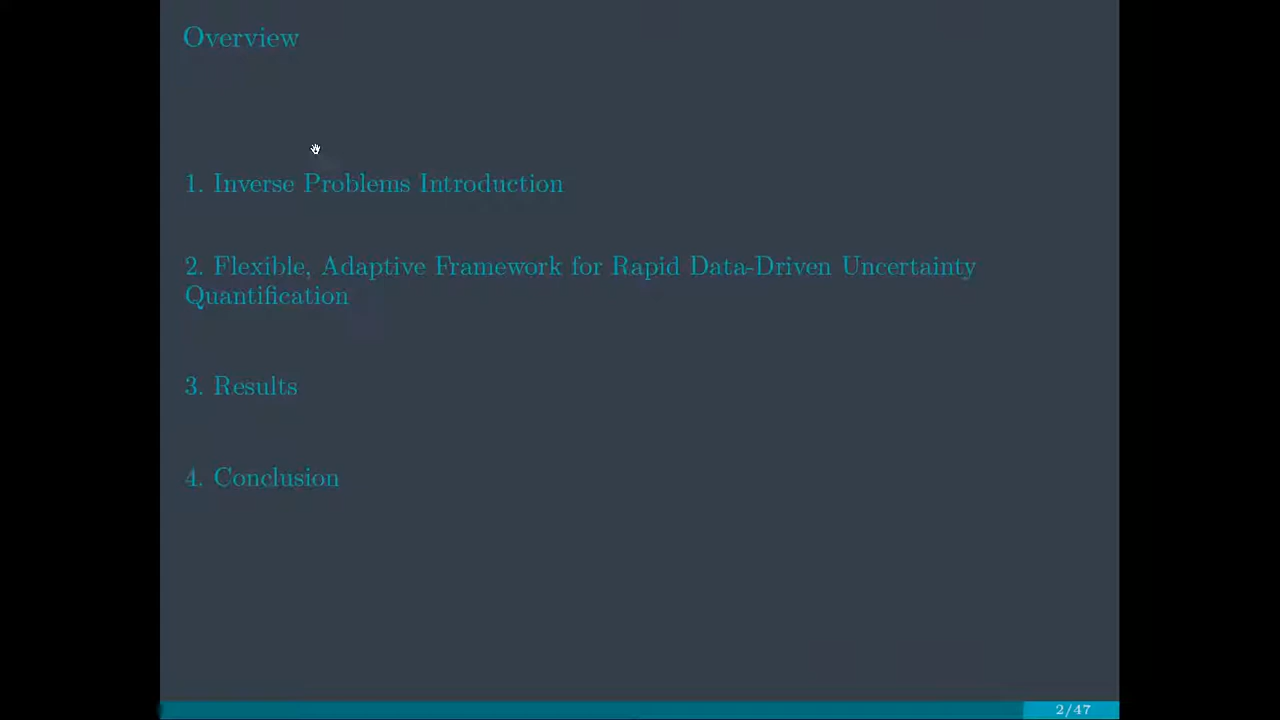 Overview
1. Inverse Problems Introduction
2. Flexible, Adaptive Framework for Rapid Data-Driven Uncertainty
Quantification
3. Results
4. Conclusion
2/47